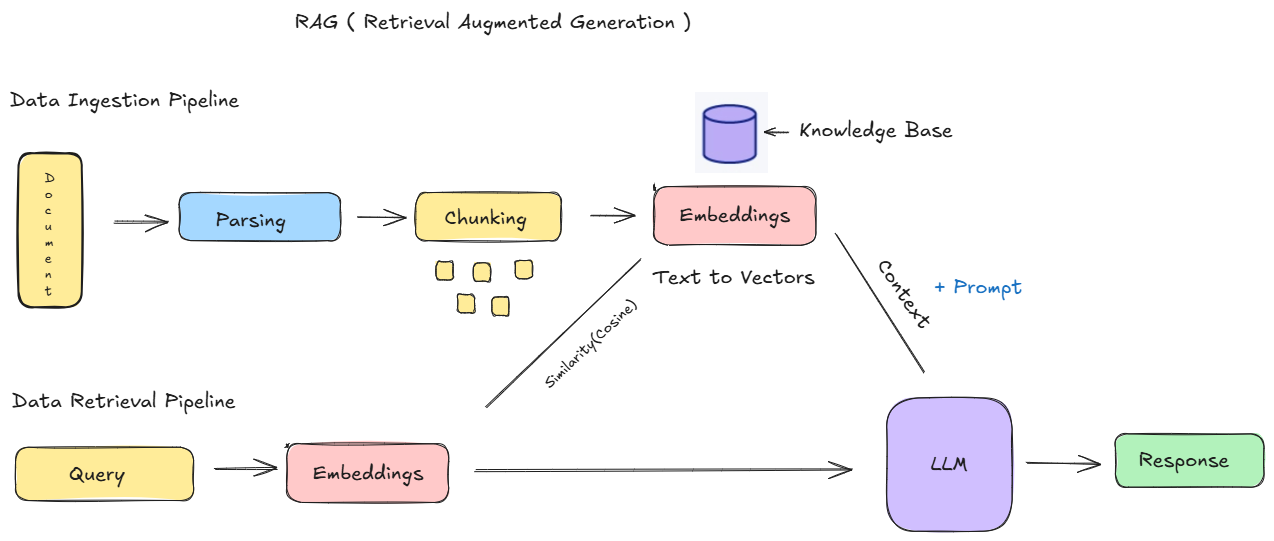 RAG ( Retrieval Augmented Generation )
Data Ingestion Pipeline
Knowledge Base
Document
Parsing
Chunking
Embeddings
Text to Vectors
Similarity(Cosine)
Context
+ Prompt
Data Retrieval Pipeline
Query
Embeddings
LLM
Response